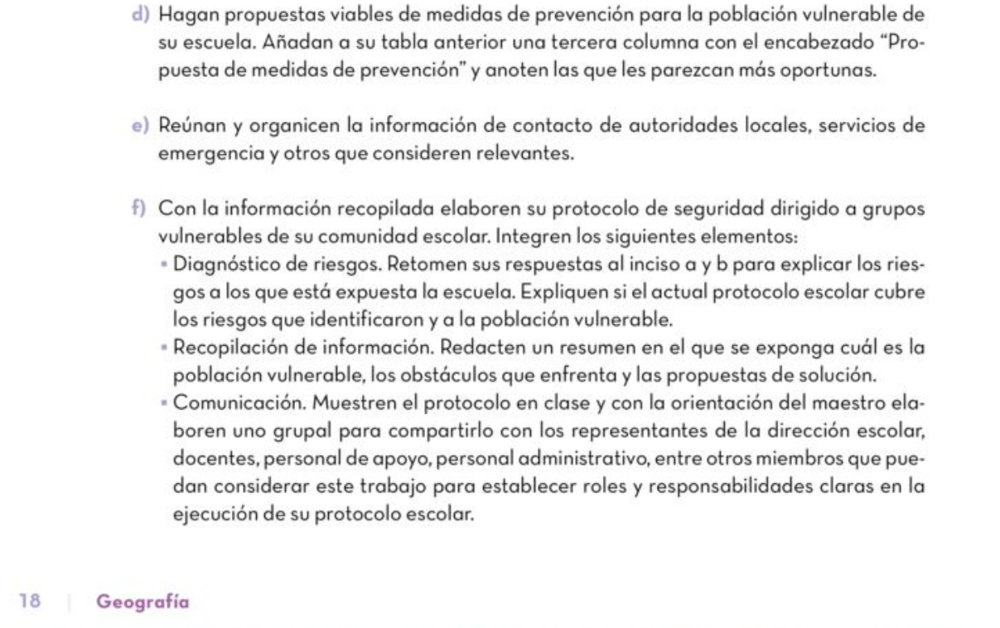 d) Hagan propuestas viables de medidas de prevención para la población vulnerable de
su escuela. Añadan a su tabla anterior una tercera columna con el encabezado “Pro-
puesta de medidas de prevención” y anoten las que les parezcan más oportunas.
e) Reúnan y organicen la información de contacto de autoridades locales, servicios de
emergencia y otros que consideren relevantes.
f) Con la información recopilada elaboren su protocolo de seguridad dirigido a grupos
vulnerables de su comunidad escolar. Integren los siguientes elementos:
▪ Diagnóstico de riesgos. Retomen sus respuestas al inciso a y b para explicar los ries-
gos a los que está expuesta la escuela. Expliquen si el actual protocolo escolar cubre
los riesgos que identificaron y a la población vulnerable.
▪ Recopilación de información. Redacten un resumen en el que se exponga cuál es la
población vulnerable, los obstáculos que enfrenta y las propuestas de solución.
▪ Comunicación. Muestren el protocolo en clase y con la orientación del maestro ela-
boren uno grupal para compartirlo con los representantes de la dirección escolar,
docentes, personal de apoyo, personal administrativo, entre otros miembros que pue-
dan considerar este trabajo para establecer roles y responsabilidades claras en la
ejecución de su protocolo escolar.
18 | Geografía